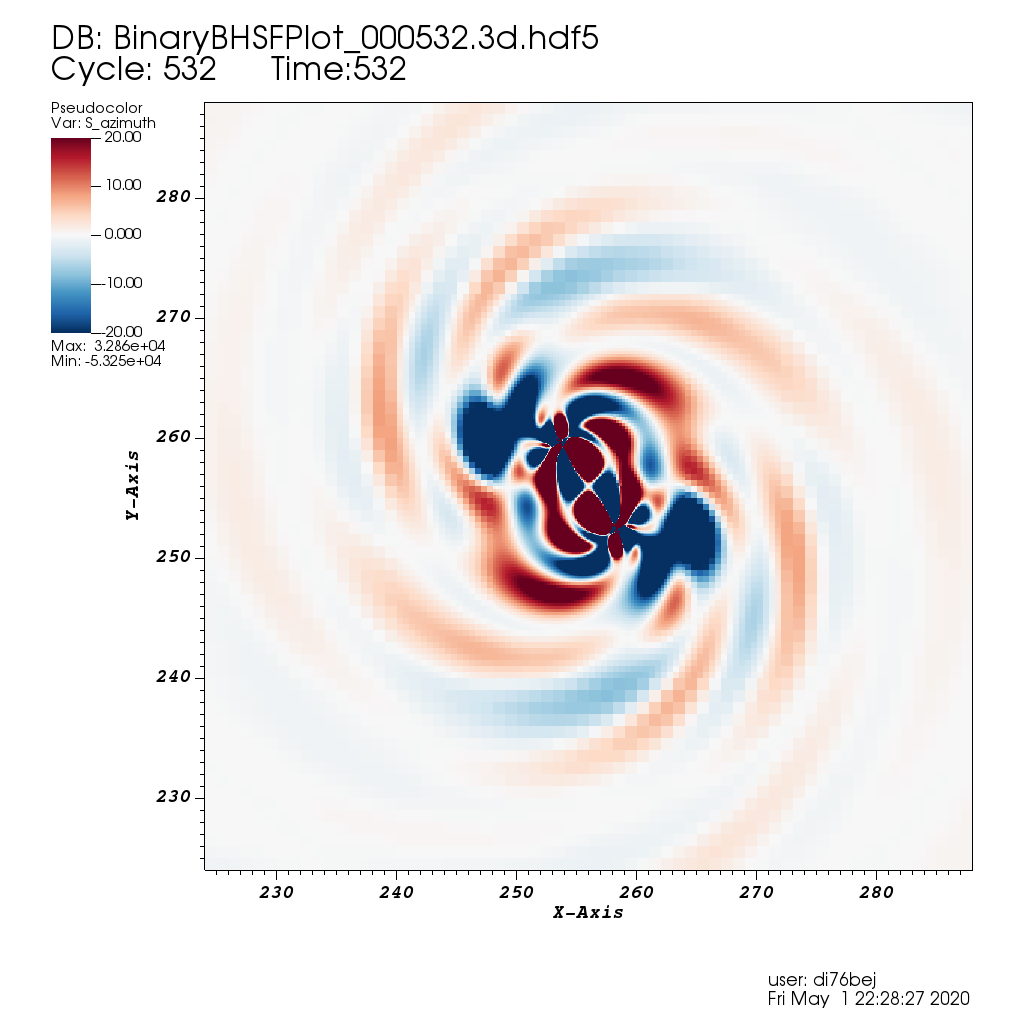 DB: BinaryBHSFPlot_000532.3d.hdf5
Cycle: 532 Time:532
Pseudocolor
Var: S_azimuth
20.00
10.00
0.000
-10.00
-20.00
Max: 3.286e+04
Min: -5.325e+04
280
270
260
250
240
230
Y-Axis
230 240 250 260 270 280
X-Axis
user: di76bej
Fri May 1 22:28:27 2020